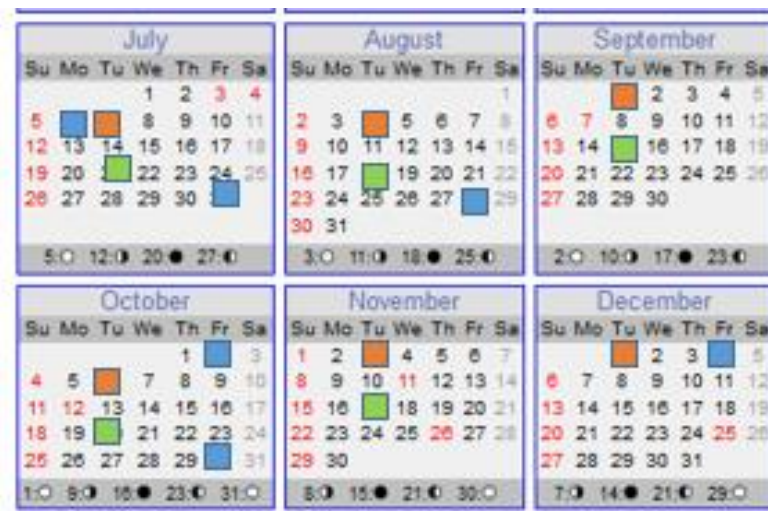 July
Su Mo Tu We Th Fr Sa
1 2 3 4
5 8 9 10 11
12 13 14 15 16 17 18
19 20 22 23 24 25
26 27 28 29 30
5:○ 12:◑ 20:● 27:◐
August
Su Mo Tu We Th Fr Sa
1
2 3 5 6 7 8
9 10 11 12 13 14 15
16 17 19 20 21 22
23 24 25 26 27 29
30 31
3:○ 11:◑ 18:● 25:◐
September
Su Mo Tu We Th Fr Sa
2 3 4 5
6 7 8 9 10 11 12
13 14 16 17 18 19
20 21 22 23 24 25 26
27 28 29 30
2:○ 10:◑ 17:● 23:◐
October
Su Mo Tu We Th Fr Sa
1 3
4 5 7 8 9 10
11 12 13 14 15 16 17
18 19 21 22 23 24
25 26 27 28 29 31
1:○ 9:◑ 16:● 23:◐ 31:○
November
Su Mo Tu We Th Fr Sa
1 2 4 5 6 7
8 9 10 11 12 13 14
15 16 18 19 20 21
22 23 24 25 26 27 28
29 30
8:◑ 15:● 21:◐ 30:○
December
Su Mo Tu We Th Fr Sa
2 3 5
6 7 8 9 10 11 12
13 14 15 16 17 18 19
20 21 22 23 24 25 26
27 28 29 30 31
7:◑ 14:● 21:◐ 29:○